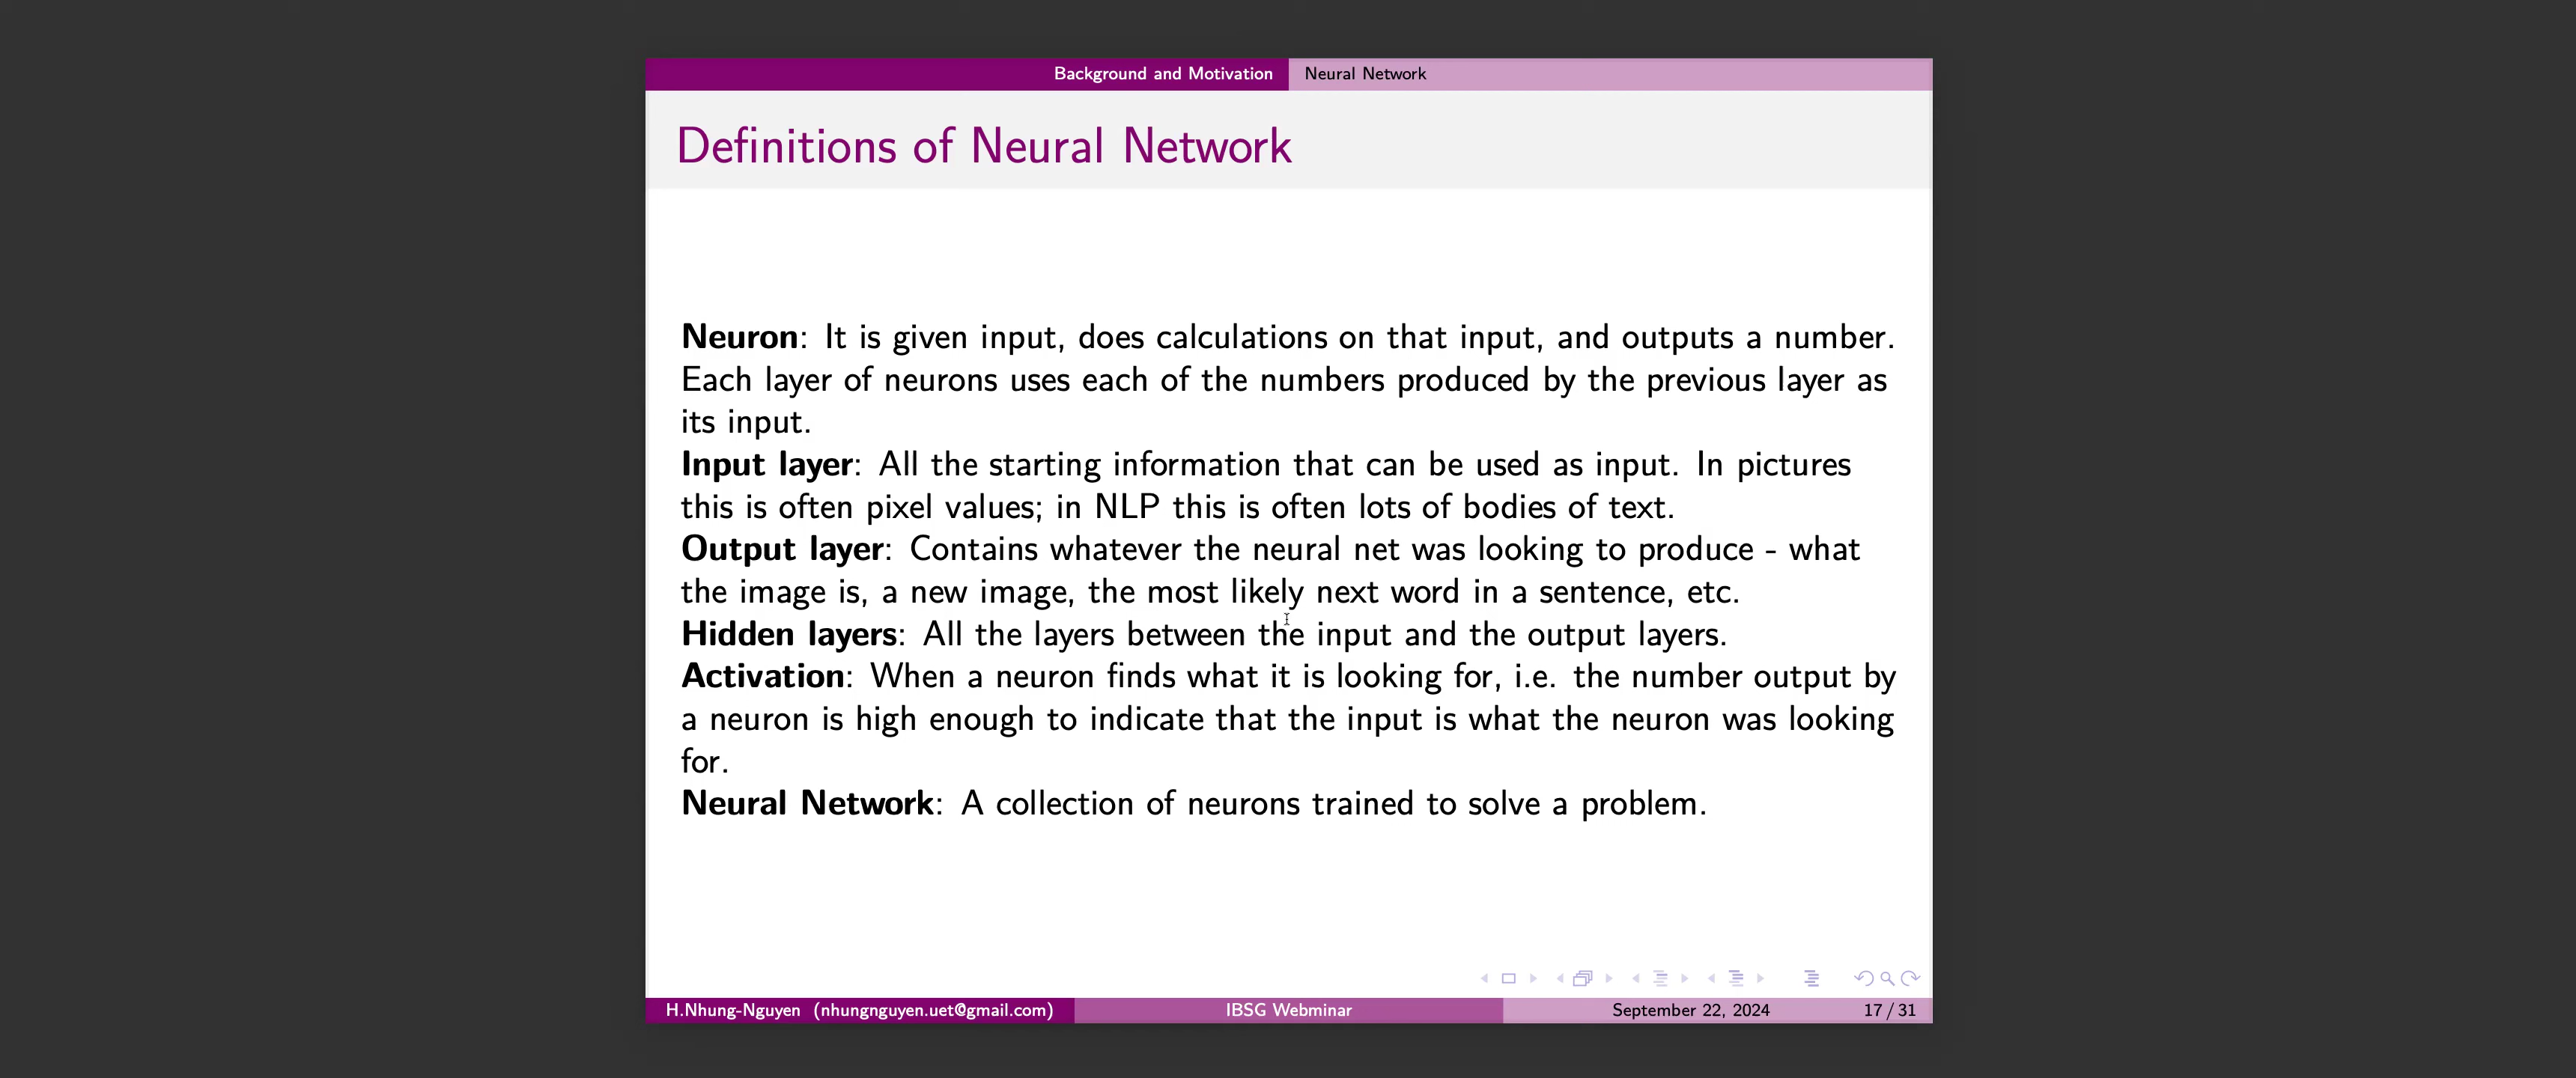 Background and Motivation Neural Network
Definitions of Neural Network
Neuron: It is given input, does calculations on that input, and outputs a number.
Each layer of neurons uses each of the numbers produced by the previous layer as
its input.
Input layer: All the starting information that can be used as input. In pictures
this is often pixel values; in NLP this is often lots of bodies of text.
Output layer: Contains whatever the neural net was looking to produce - what
the image is, a new image, the most likely next word in a sentence, etc.
Hidden layers: All the layers between the input and the output layers.
Activation: When a neuron finds what it is looking for, i.e. the number output by
a neuron is high enough to indicate that the input is what the neuron was looking
for.
Neural Network: A collection of neurons trained to solve a problem.
H.Nhung-Nguyen (nhungnguyen.uet@gmail.com) IBSG Webminar September 22, 2024 17 / 31